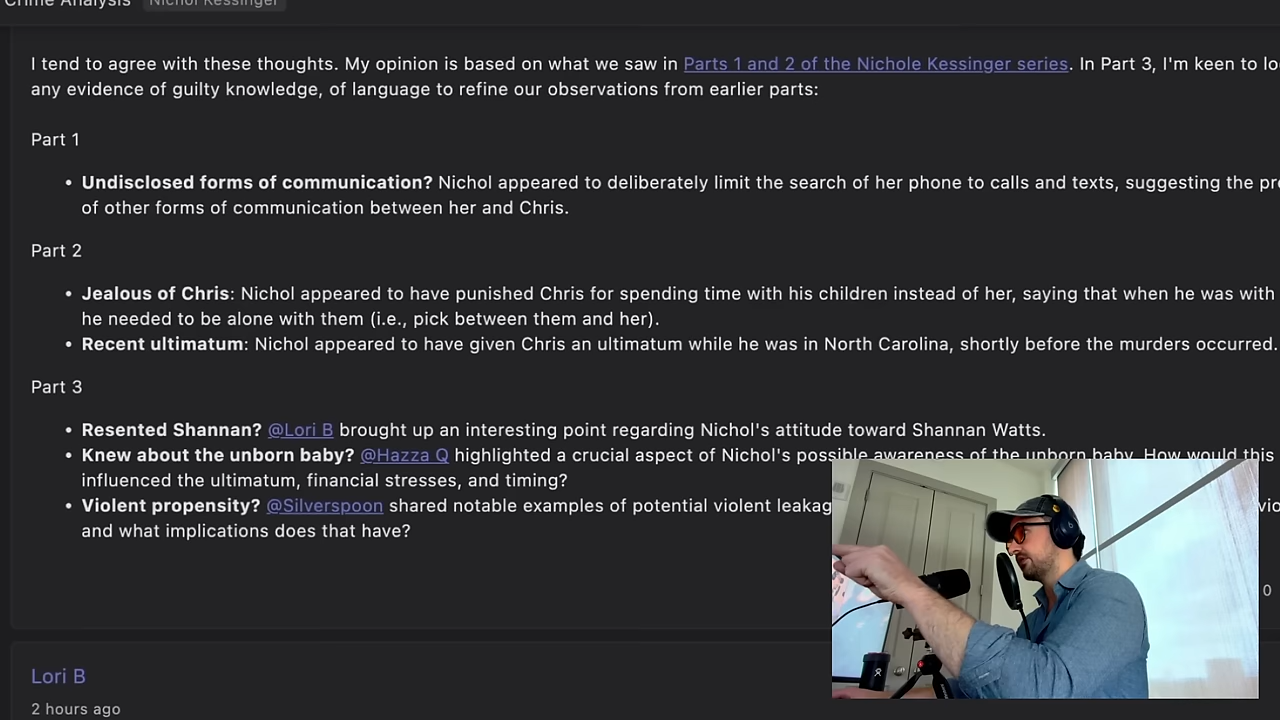 Crime Analysis Nichol Kessinger
I tend to agree with these thoughts. My opinion is based on what we saw in Parts 1 and 2 of the Nichole Kessinger series. In Part 3, I'm keen to lo
any evidence of guilty knowledge, of language to refine our observations from earlier parts:
Part 1
• Undisclosed forms of communication? Nichol appeared to deliberately limit the search of her phone to calls and texts, suggesting the pre
of other forms of communication between her and Chris.
Part 2
• Jealous of Chris: Nichol appeared to have punished Chris for spending time with his children instead of her, saying that when he was with
he needed to be alone with them (i.e., pick between them and her).
• Recent ultimatum: Nichol appeared to have given Chris an ultimatum while he was in North Carolina, shortly before the murders occurred.
Part 3
• Resented Shannan? @Lori B brought up an interesting point regarding Nichol's attitude toward Shannan Watts.
• Knew about the unborn baby? @Hazza Q highlighted a crucial aspect of Nichol's possible awareness of the unborn baby. How would this
influenced the ultimatum, financial stresses, and timing?
• Violent propensity? @Silverspoon shared notable examples of potential violent leakag vio
and what implications does that have?
0
Lori B
2 hours ago